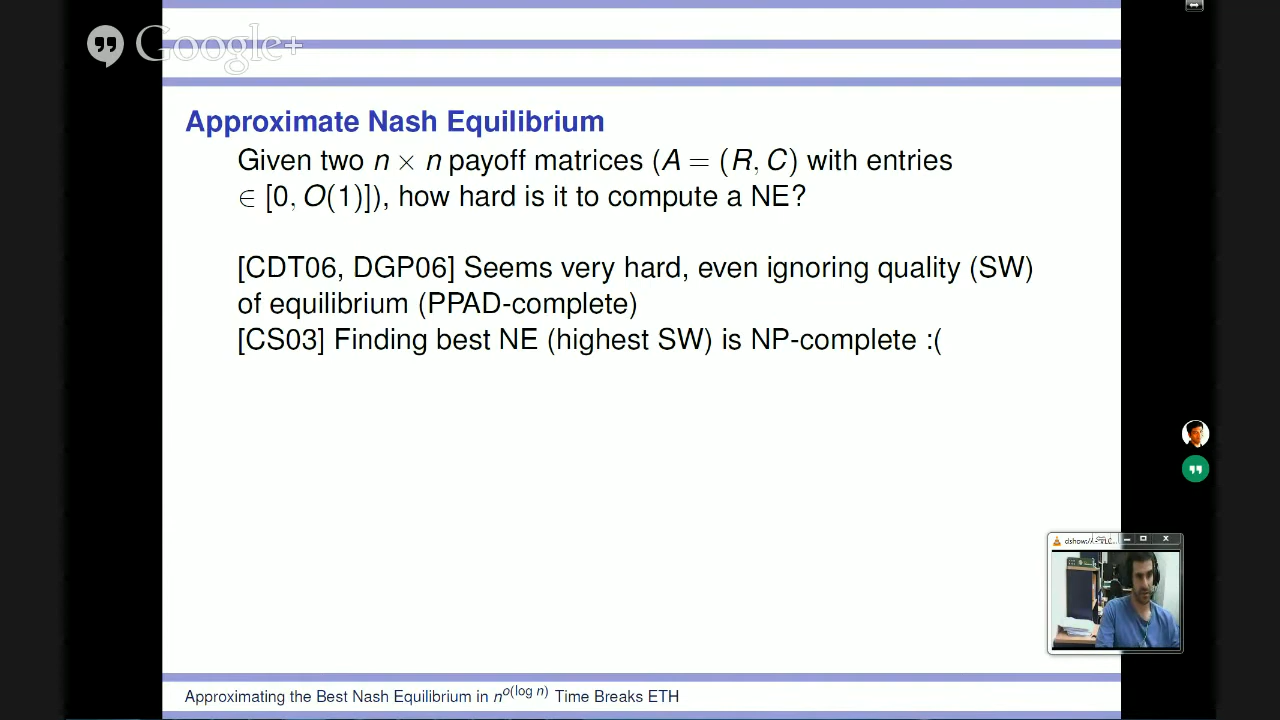 Google+
Approximate Nash Equilibrium
Given two n × n payoff matrices (A = (R, C) with entries
∈ [0, O(1)]), how hard is it to compute a NE?
[CDT06, DGP06] Seems very hard, even ignoring quality (SW)
of equilibrium (PPAD-complete)
[CS03] Finding best NE (highest SW) is NP-complete :(
dshow://
Approximating the Best Nash Equilibrium in n^o(log n) Time Breaks ETH